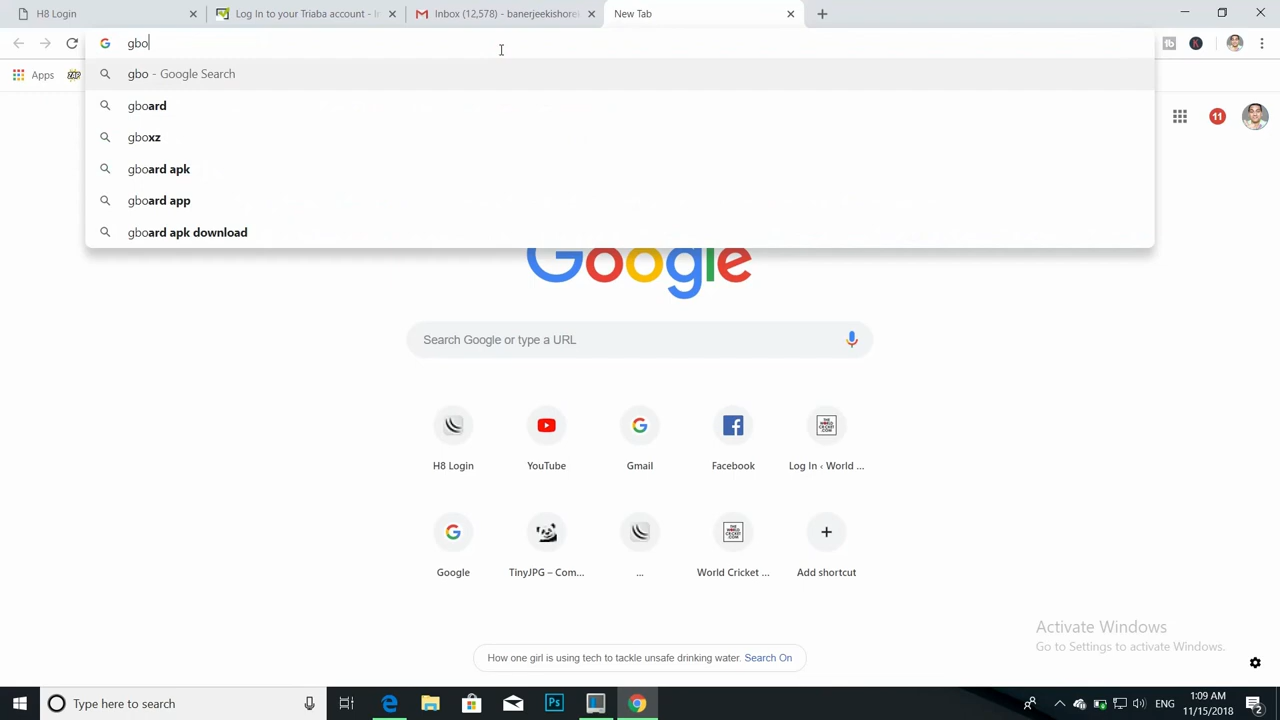 H8 Login
Log In to your Triaba account - In
Inbox (12,578) - banerjeekishore
New Tab
gbo
gbo - Google Search
Apps
gboard
gboxz
gboard apk
gboard app
gboard apk download
11
Google
Search Google or type a URL
H8 Login
YouTube
Gmail
Facebook
Log In ‹ World ...
Google
TinyJPG – Com...
...
World Cricket ...
Add shortcut
Activate Windows
Go to Settings to activate Windows.
How one girl is using tech to tackle unsafe drinking water. Search On
Type here to search
Ps
ENG
1:09 AM
11/15/2018
2